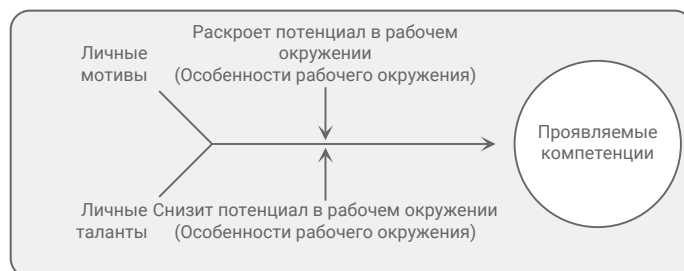 Раскроет потенциал в рабочем
окружении
(Особенности рабочего окружения)
Личные
мотивы
Проявляемые
компетенции
Личные
таланты
Снизит потенциал в рабочем окружении
(Особенности рабочего окружения)